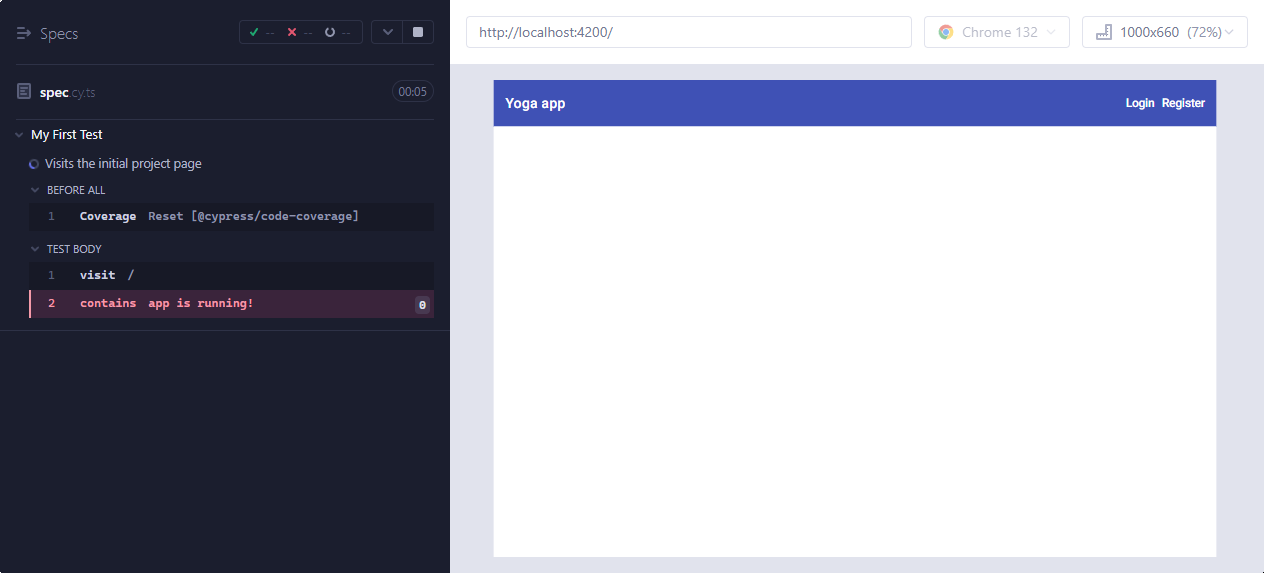 Specs
-- -- --
spec.cy.ts 00:05
My First Test
Visits the initial project page
BEFORE ALL
1 Coverage Reset [@cypress/code-coverage]
TEST BODY
1 visit /
2 contains app is running! 0
http://localhost:4200/ Chrome 132 1000x660 (72%)
Yoga app Login Register